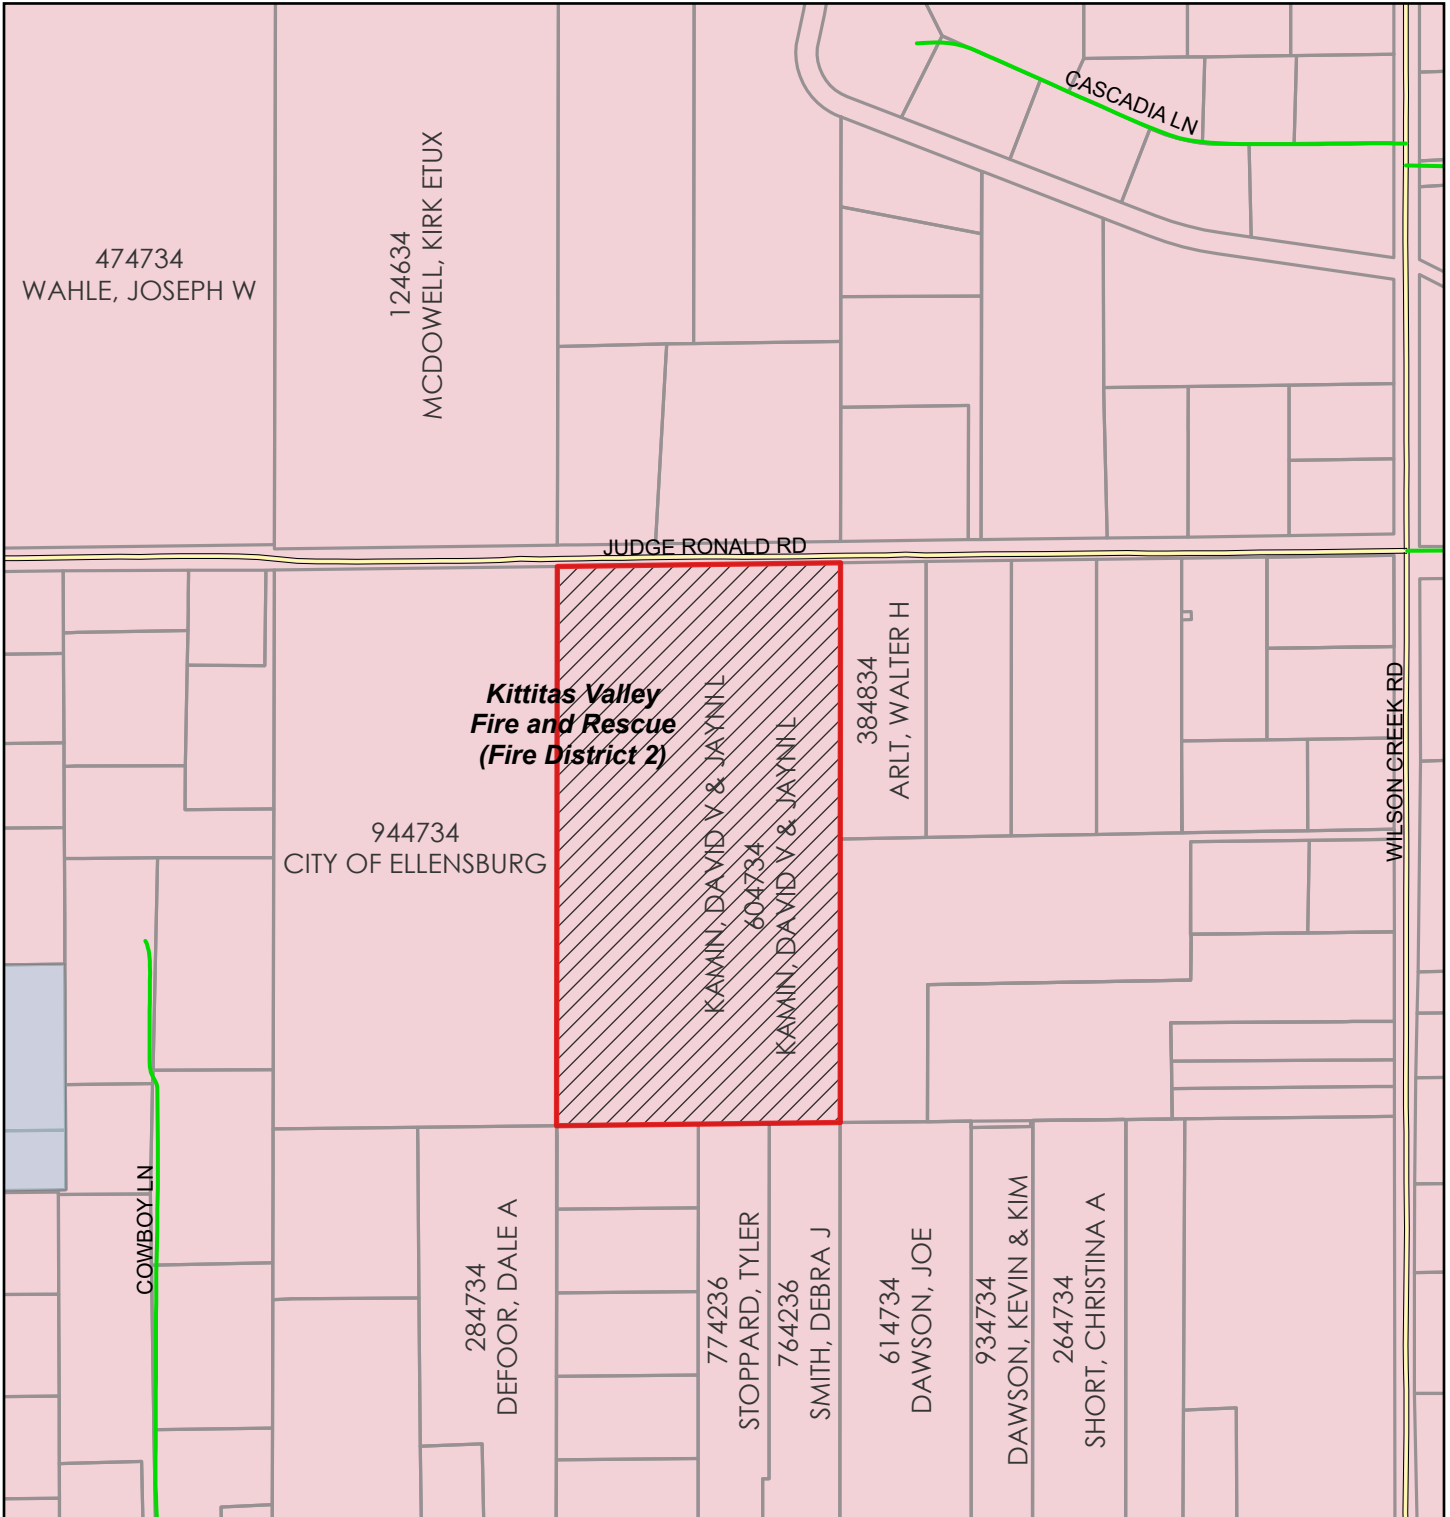 CASCADIA LN
474734
WAHLE, JOSEPH W
124634
MCDOWELL, KIRK ETUX
JUDGE RONALD RD
Kittitas Valley
Fire and Rescue
(Fire District 2)
KAMIN, DAVID V & JAYNI L
604734
KAMIN, DAVID V & JAYNI L
384834
ARLT, WALTER H
WILSON CREEK RD
944734
CITY OF ELLENSBURG
COWBOY LN
284734
DEFOOR, DALE A
774236
STOPPARD, TYLER
764236
SMITH, DEBRA J
614734
DAWSON, JOE
934734
DAWSON, KEVIN & KIM
264734
SHORT, CHRISTINA A